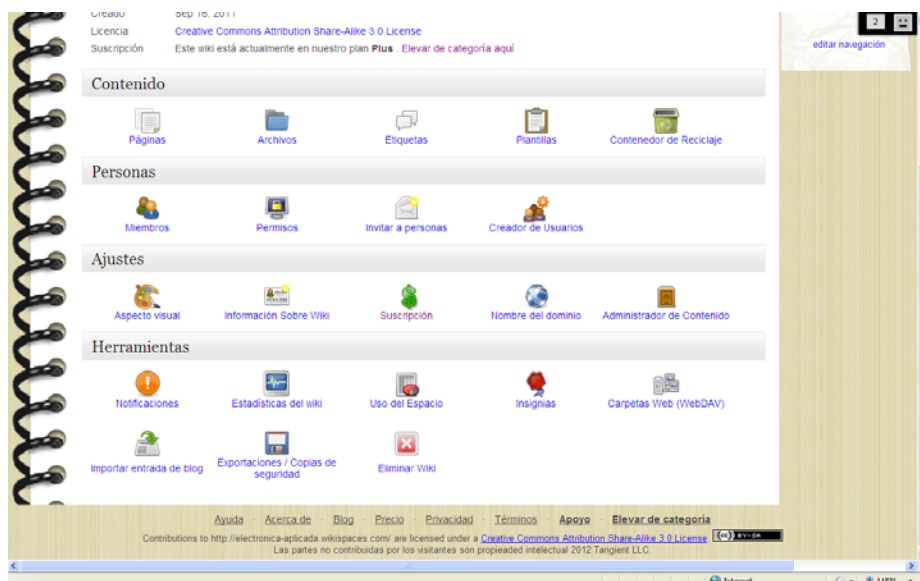 Creado Sep 16, 2011
Licencia Creative Commons Attribution Share-Alike 3.0 License
Suscripción Este wiki está actualmente en nuestro plan Plus Elevar de categoría aquí
2
editar navegación
Contenido
Páginas Archivos Etiquetas Plantillas Contenedor de Reciclaje
Personas
Miembros Permisos Invitar a personas Creador de Usuarios
Ajustes
Aspecto visual Información Sobre Wiki Suscripción Nombre del dominio Administrador de Contenido
Herramientas
Notificaciones Estadísticas del wiki Uso del Espacio Insignias Carpetas Web (WebDAV)
Importar entrada de blog Exportaciones / Copias de seguridad Eliminar Wiki
Ayuda · Acerca de · Blog · Precio · Privacidad · Términos · Apoyo · Elevar de categoría
Contributions to http://electronica-aplicada.wikispaces.com/ are licensed under a Creative Commons Attribution Share-Alike 3.0 License. (cc) BY-SA
Las partes no contribuidas por los visitantes son propieaded intelectual 2012 Tangient LLC.
Internet